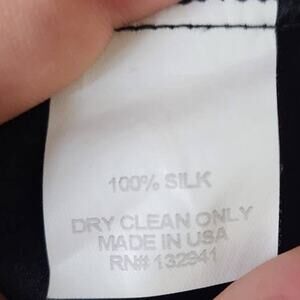 100% SILK
DRY CLEAN ONLY
MADE IN USA
RN# 132941